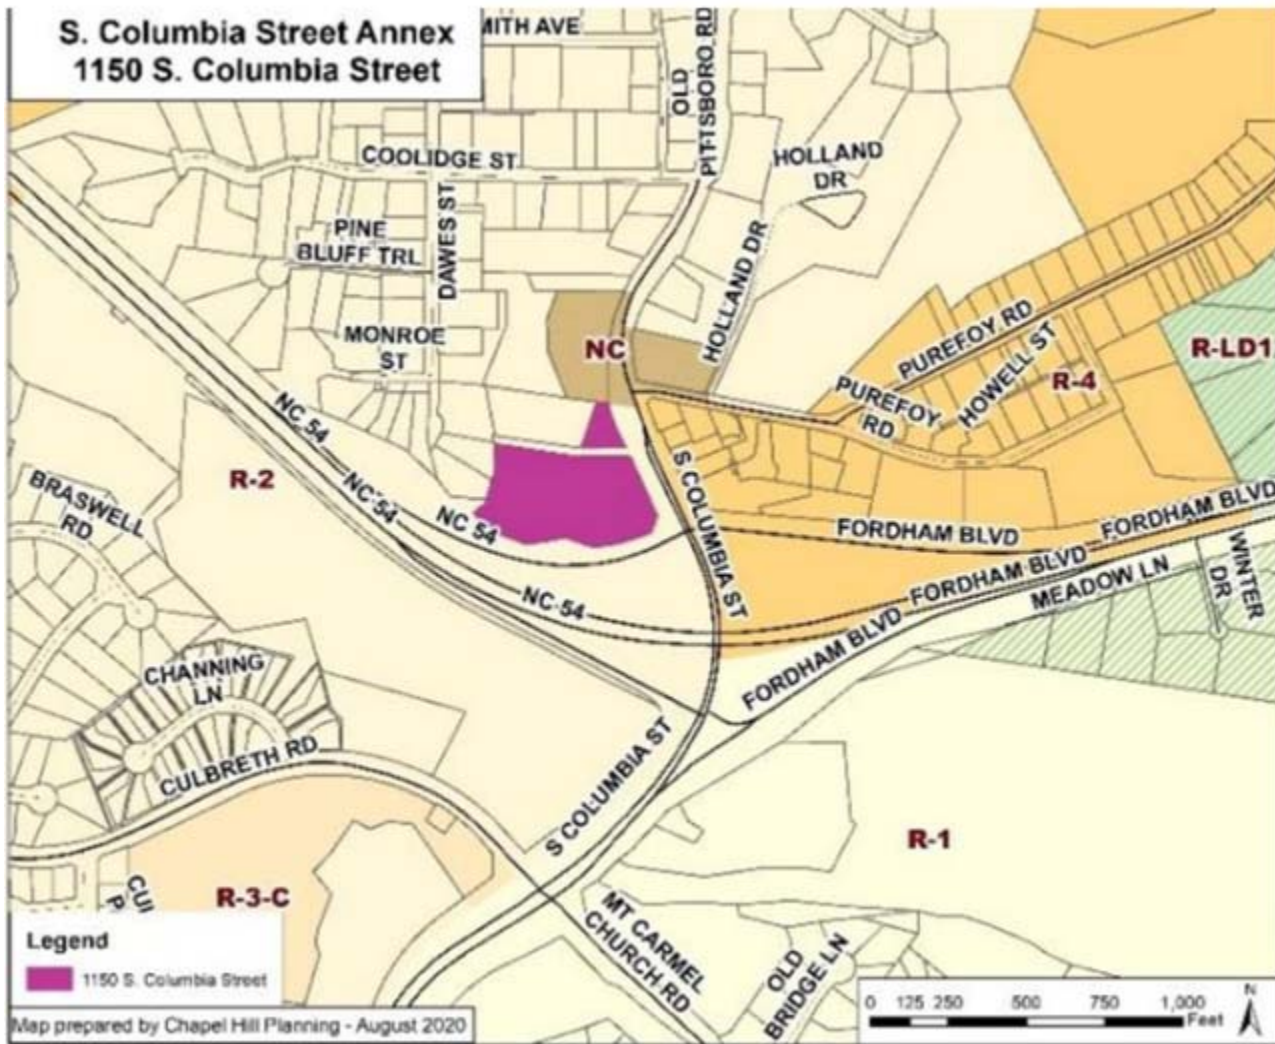 S. Columbia Street Annex
1150 S. Columbia Street
MITH AVE
OLD
PITTSBORO RD
COOLIDGE ST
HOLLAND
DR
PINE
BLUFF TRL
DAWES ST
HOLLAND DR
MONROE
ST
NC
PUREFOY RD
HOWELL ST
R-LD1
R-4
PUREFOY
RD
NC 54
R-2
NC 54
NC 54
S COLUMBIA ST
BRASWELL
RD
FORDHAM BLVD
FORDHAM BLVD
FORDHAM BLVD
MEADOW LN
WINTER
DR
NC 54
FORDHAM BLVD
CHANNING
LN
CULBRETH RD
S COLUMBIA ST
R-1
R-3-C
MT CARMEL
CHURCH RD
OLD
BRIDGE LN
Legend
1150 S. Columbia Street
Map prepared by Chapel Hill Planning - August 2020
0 125 250 500 750 1,000
Feet
N